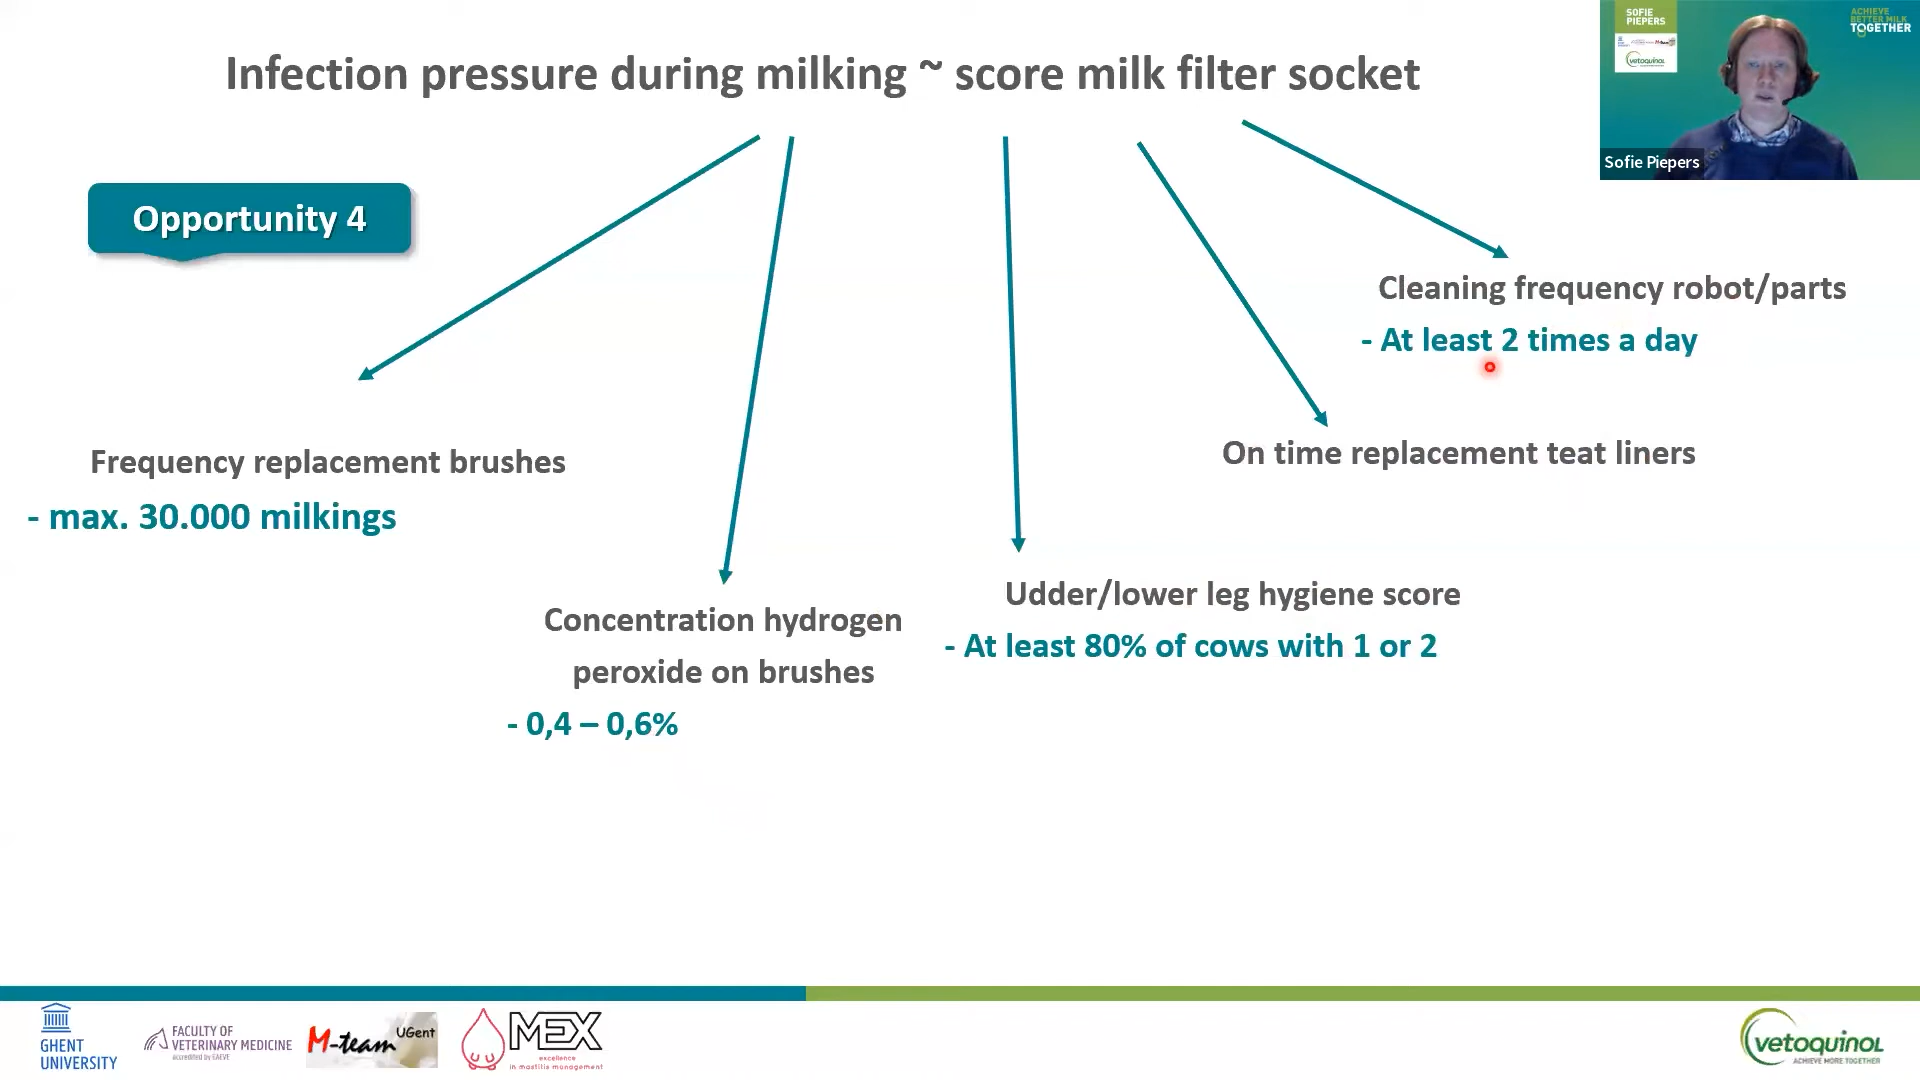 Infection pressure during milking ~ score milk filter socket
SOFIE
PIEPERS
vetoquinol
ACHIEVE
BETTER MILK
TOGETHER
Sofie Piepers
Opportunity 4
Cleaning frequency robot/parts
- At least 2 times a day
On time replacement teat liners
Frequency replacement brushes
- max. 30.000 milkings
Udder/lower leg hygiene score
- At least 80% of cows with 1 or 2
Concentration hydrogen
peroxide on brushes
- 0,4 – 0,6%
GHENT
UNIVERSITY
FACULTY OF
VETERINARY MEDICINE
accredited by EAEVE
M-team
UGent
MEX
excellence
in mastitis management
vetoquinol
ACHIEVE MORE TOGETHER